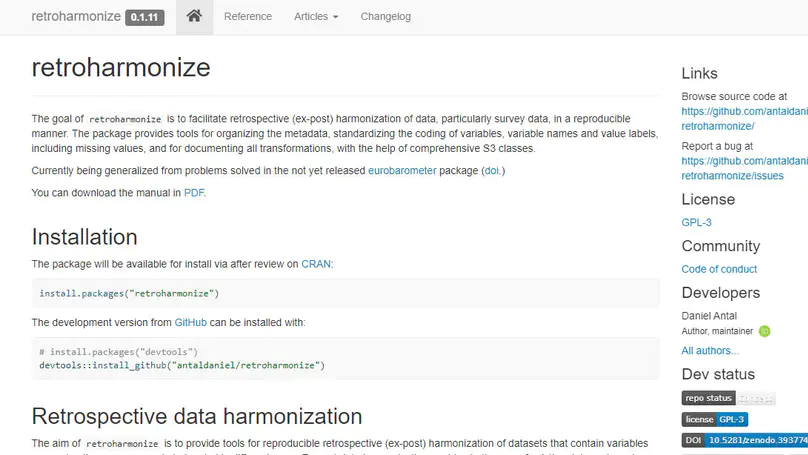 retroharmonize 0.1.11 Reference Articles Changelog
retroharmonize
The goal of retroharmonize is to facilitate retrospective (ex-post) harmonization of data, particularly survey data, in a reproducible
manner. The package provides tools for organizing the metadata, standardizing the coding of variables, variable names and value labels,
including missing values, and for documenting all transformations, with the help of comprehensive S3 classes.
Currently being generalized from problems solved in the not yet released eurobarometer package (doi.)
You can download the manual in PDF.
Installation
The package will be available for install via after review on CRAN:
install.packages("retroharmonize")
The development version from GitHub can be installed with:
# install.packages("devtools")
devtools::install_github("antaldaniel/retroharmonize")
Retrospective data harmonization
The aim of retroharmonize is to provide tools for reproducible retrospective (ex-post) harmonization of datasets that contain variables
Links
Browse source code at
https://github.com/antaldani
retroharmonize/
Report a bug at
https://github.com/antaldani
retroharmonize/issues
License
GPL-3
Community
Code of conduct
Developers
Daniel Antal
Author, maintainer iD
All authors...
Dev status
repo status Concept
license GPL-3
DOI 10.5281/zenodo.393774